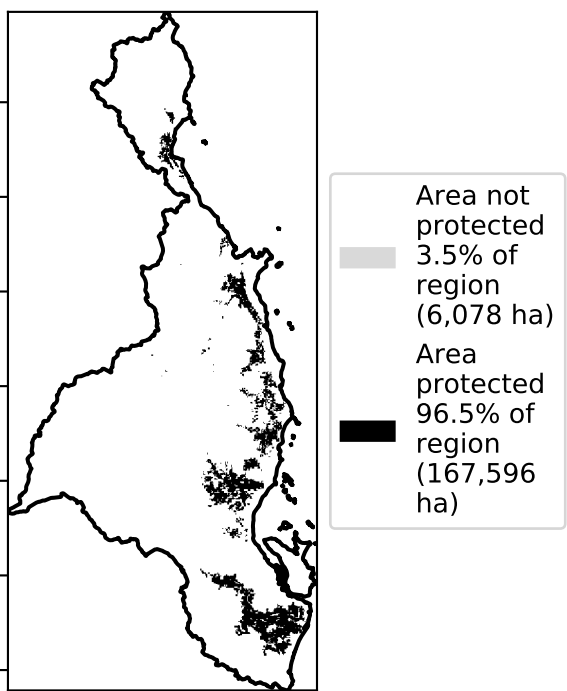 Area not
protected
3.5% of
region
(6,078 ha)
Area
protected
96.5% of
region
(167,596
ha)